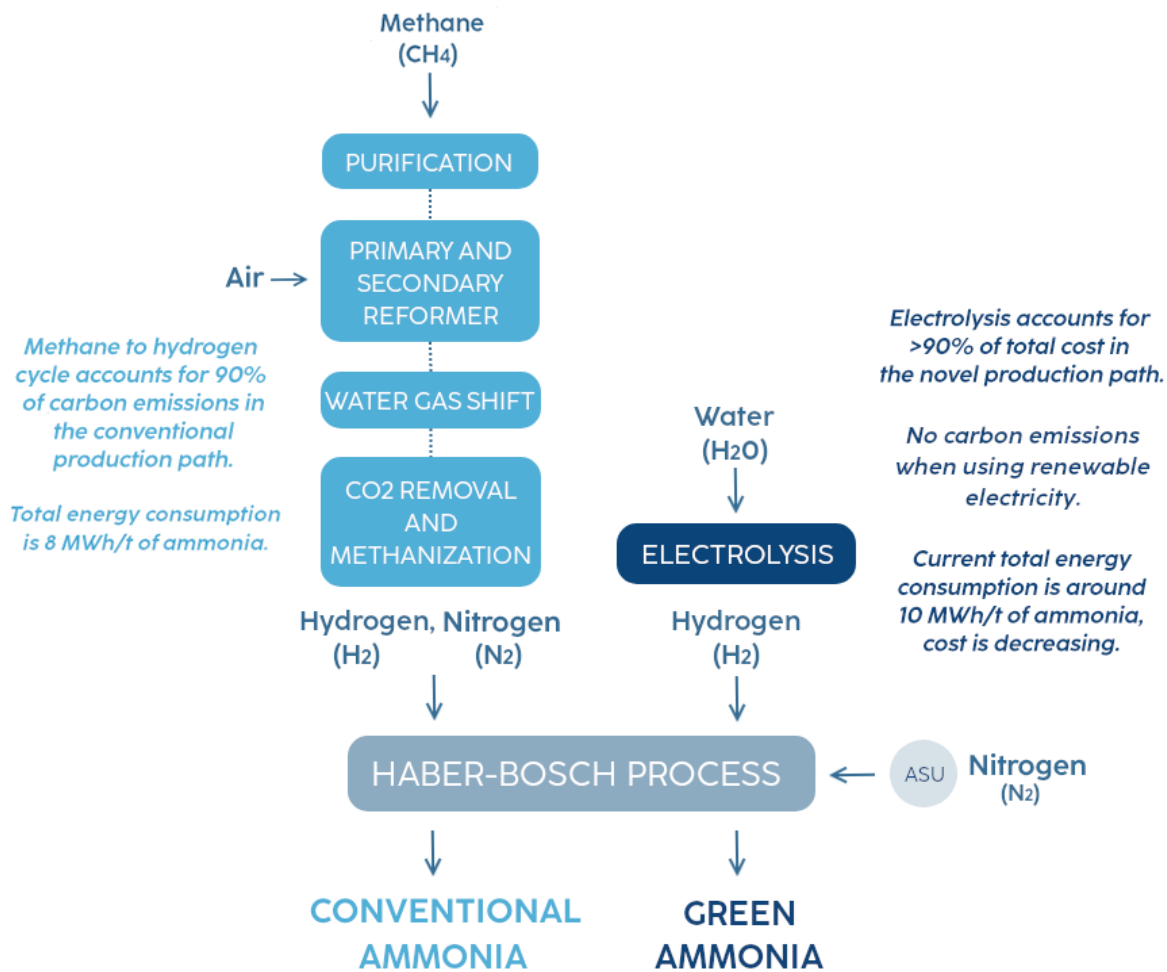 Methane
(CH4)
PURIFICATION
Air
PRIMARY AND
SECONDARY
REFORMER
Methane to hydrogen
cycle accounts for 90%
of carbon emissions in
the conventional
production path.
Total energy consumption
is 8 MWh/t of ammonia.
WATER GAS SHIFT
CO2 REMOVAL
AND
METHANIZATION
Hydrogen, Nitrogen
(H2) (N2)
Water
(H2O)
ELECTROLYSIS
Hydrogen
(H2)
Electrolysis accounts for
>90% of total cost in
the novel production path.
No carbon emissions
when using renewable
electricity.
Current total energy
consumption is around
10 MWh/t of ammonia,
cost is decreasing.
HABER-BOSCH PROCESS
ASU
Nitrogen
(N2)
CONVENTIONAL
AMMONIA
GREEN
AMMONIA